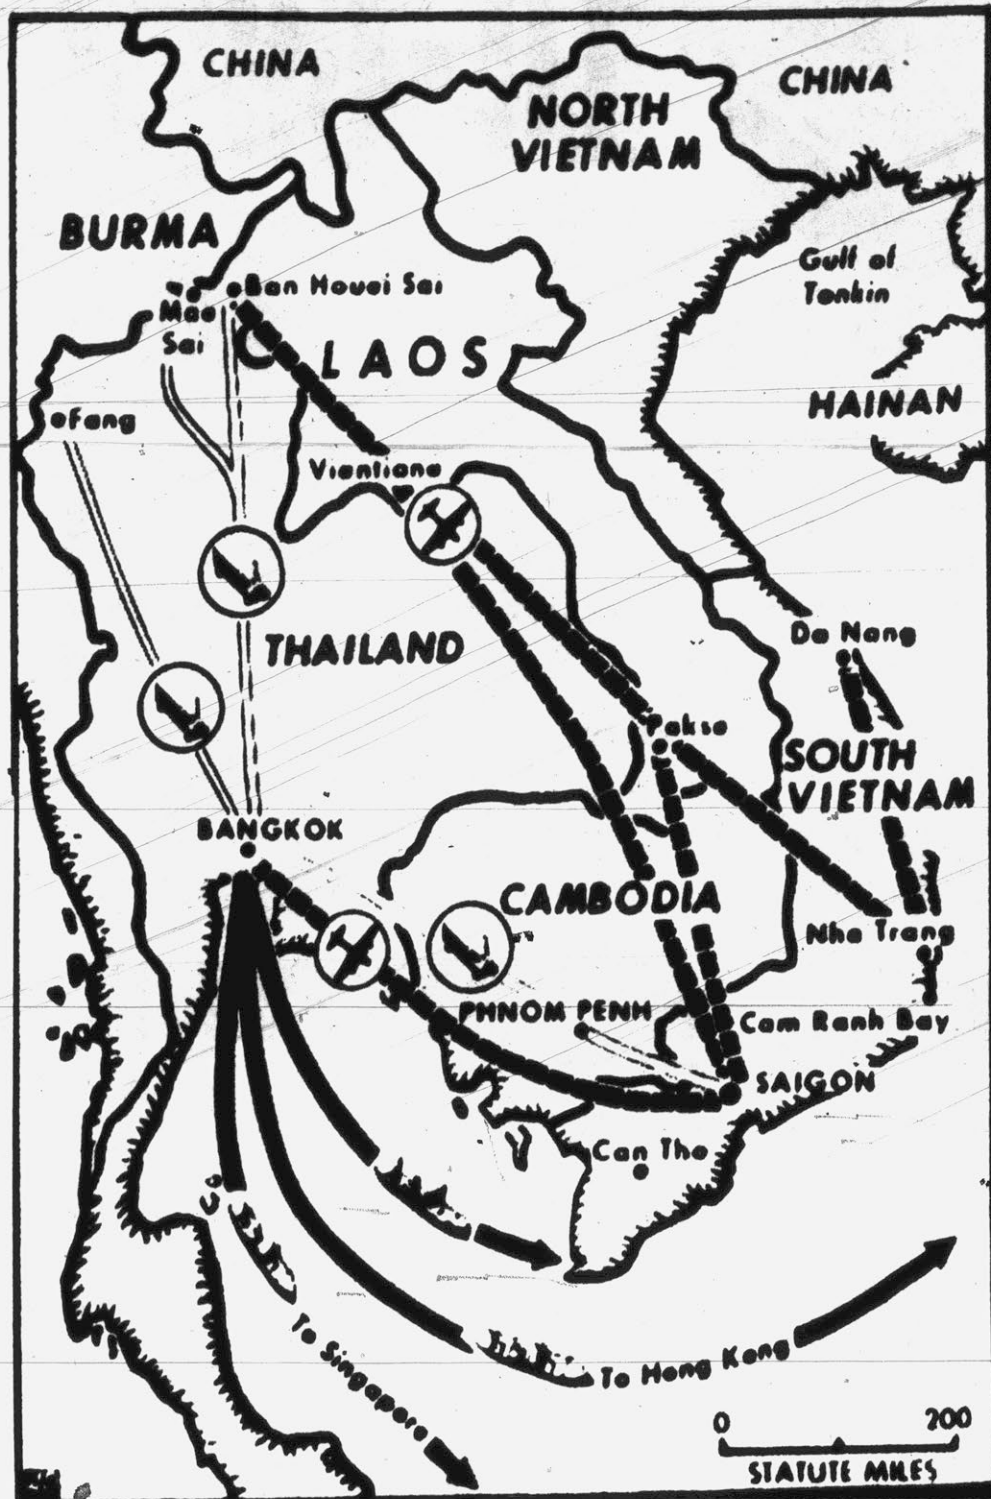 CHINA
CHINA
NORTH
VIETNAM
BURMA
Gulf of
Tonkin
Ban Houei Sai
Mae
Sai
LAOS
HAINAN
Fang
Vientiane
Da Nang
THAILAND
Pakse
SOUTH
VIETNAM
BANGKOK
CAMBODIA
Nha Trang
PHNOM PENH
Cam Ranh Bay
SAIGON
Can Tho
To Singapore
To Hong Kong
0 200
STATUTE MILES